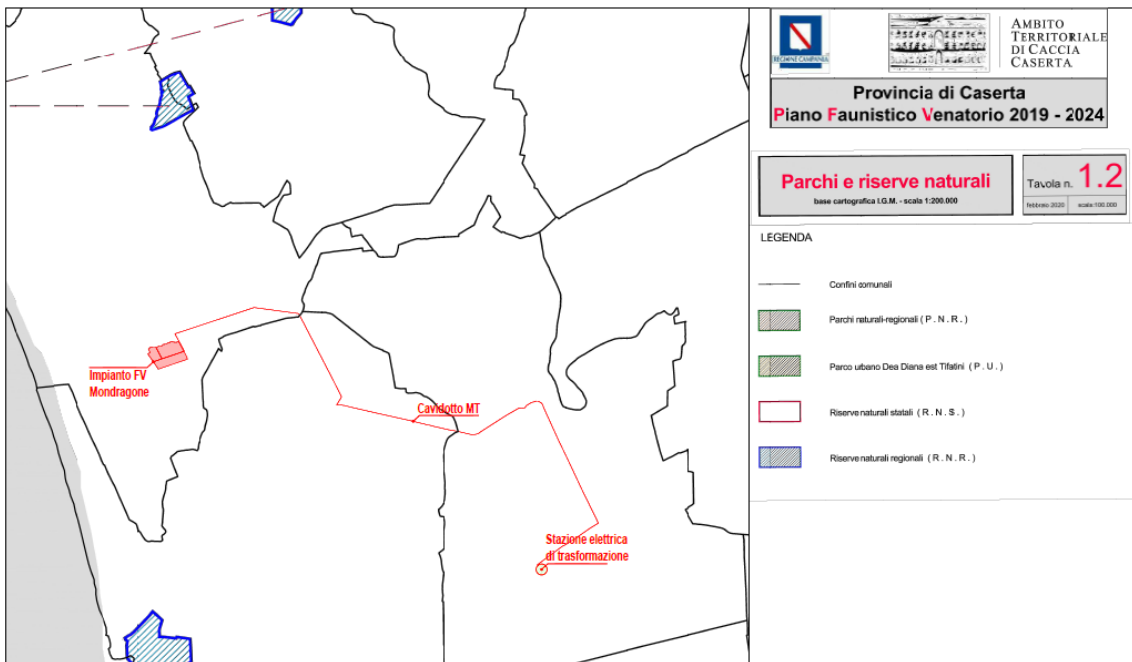 Impianto FV
Mondragone
Cavidotto MT
Stazione elettrica
di trasformazione
REGIONE CAMPANIA
AMBITO
TERRITORIALE
DI CACCIA
CASERTA
Provincia di Caserta
Piano Faunistico Venatorio 2019 - 2024
Parchi e riserve naturali
base cartografica I.G.M. - scala 1:200.000
Tavola n. 1.2
febbraio 2020 scala:100.000
LEGENDA
Confini comunali
Parchi naturali-regionali ( P . N . R . )
Parco urbano Dea Diana est Tifatini ( P . U . )
Riserve naturali statali ( R . N . S . )
Riserve naturali regionali ( R . N . R . )